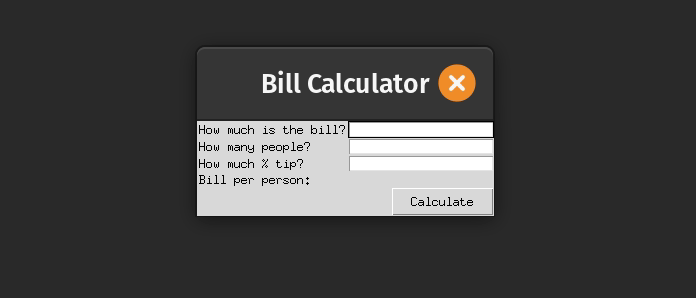 Bill Calculator
How much is the bill?
How many people?
How much % tip?
Bill per person:
Calculate